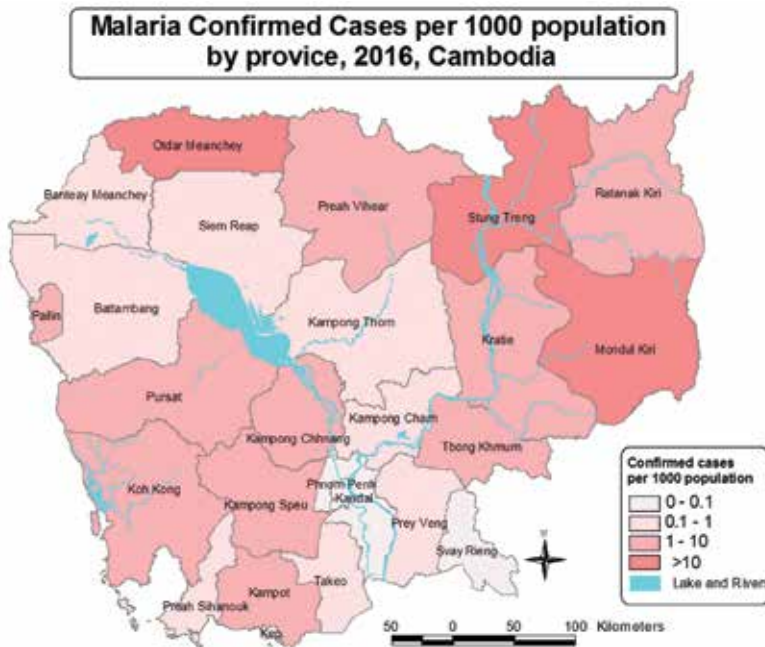 Malaria Confirmed Cases per 1000 population
by provice, 2016, Cambodia
Otdar Meanchey
Banteay Meanchey
Siem Reap
Preah Vihear
Stung Treng
Ratanak Kiri
Pailin
Battambang
Kampong Thom
Kratie
Mondul Kiri
Pursat
Kampong Chhnang
Kampong Cham
Tbong Khmum
Koh Kong
Kampong Speu
Phnom Penh
Kandal
Prey Veng
Svay Rieng
Preah Sihanouk
Kampot
Takeo
Kep
Confirmed cases
per 1000 population
0 - 0.1
0.1 - 1
1 - 10
>10
Lake and River
50 0 50 100 Kilometers